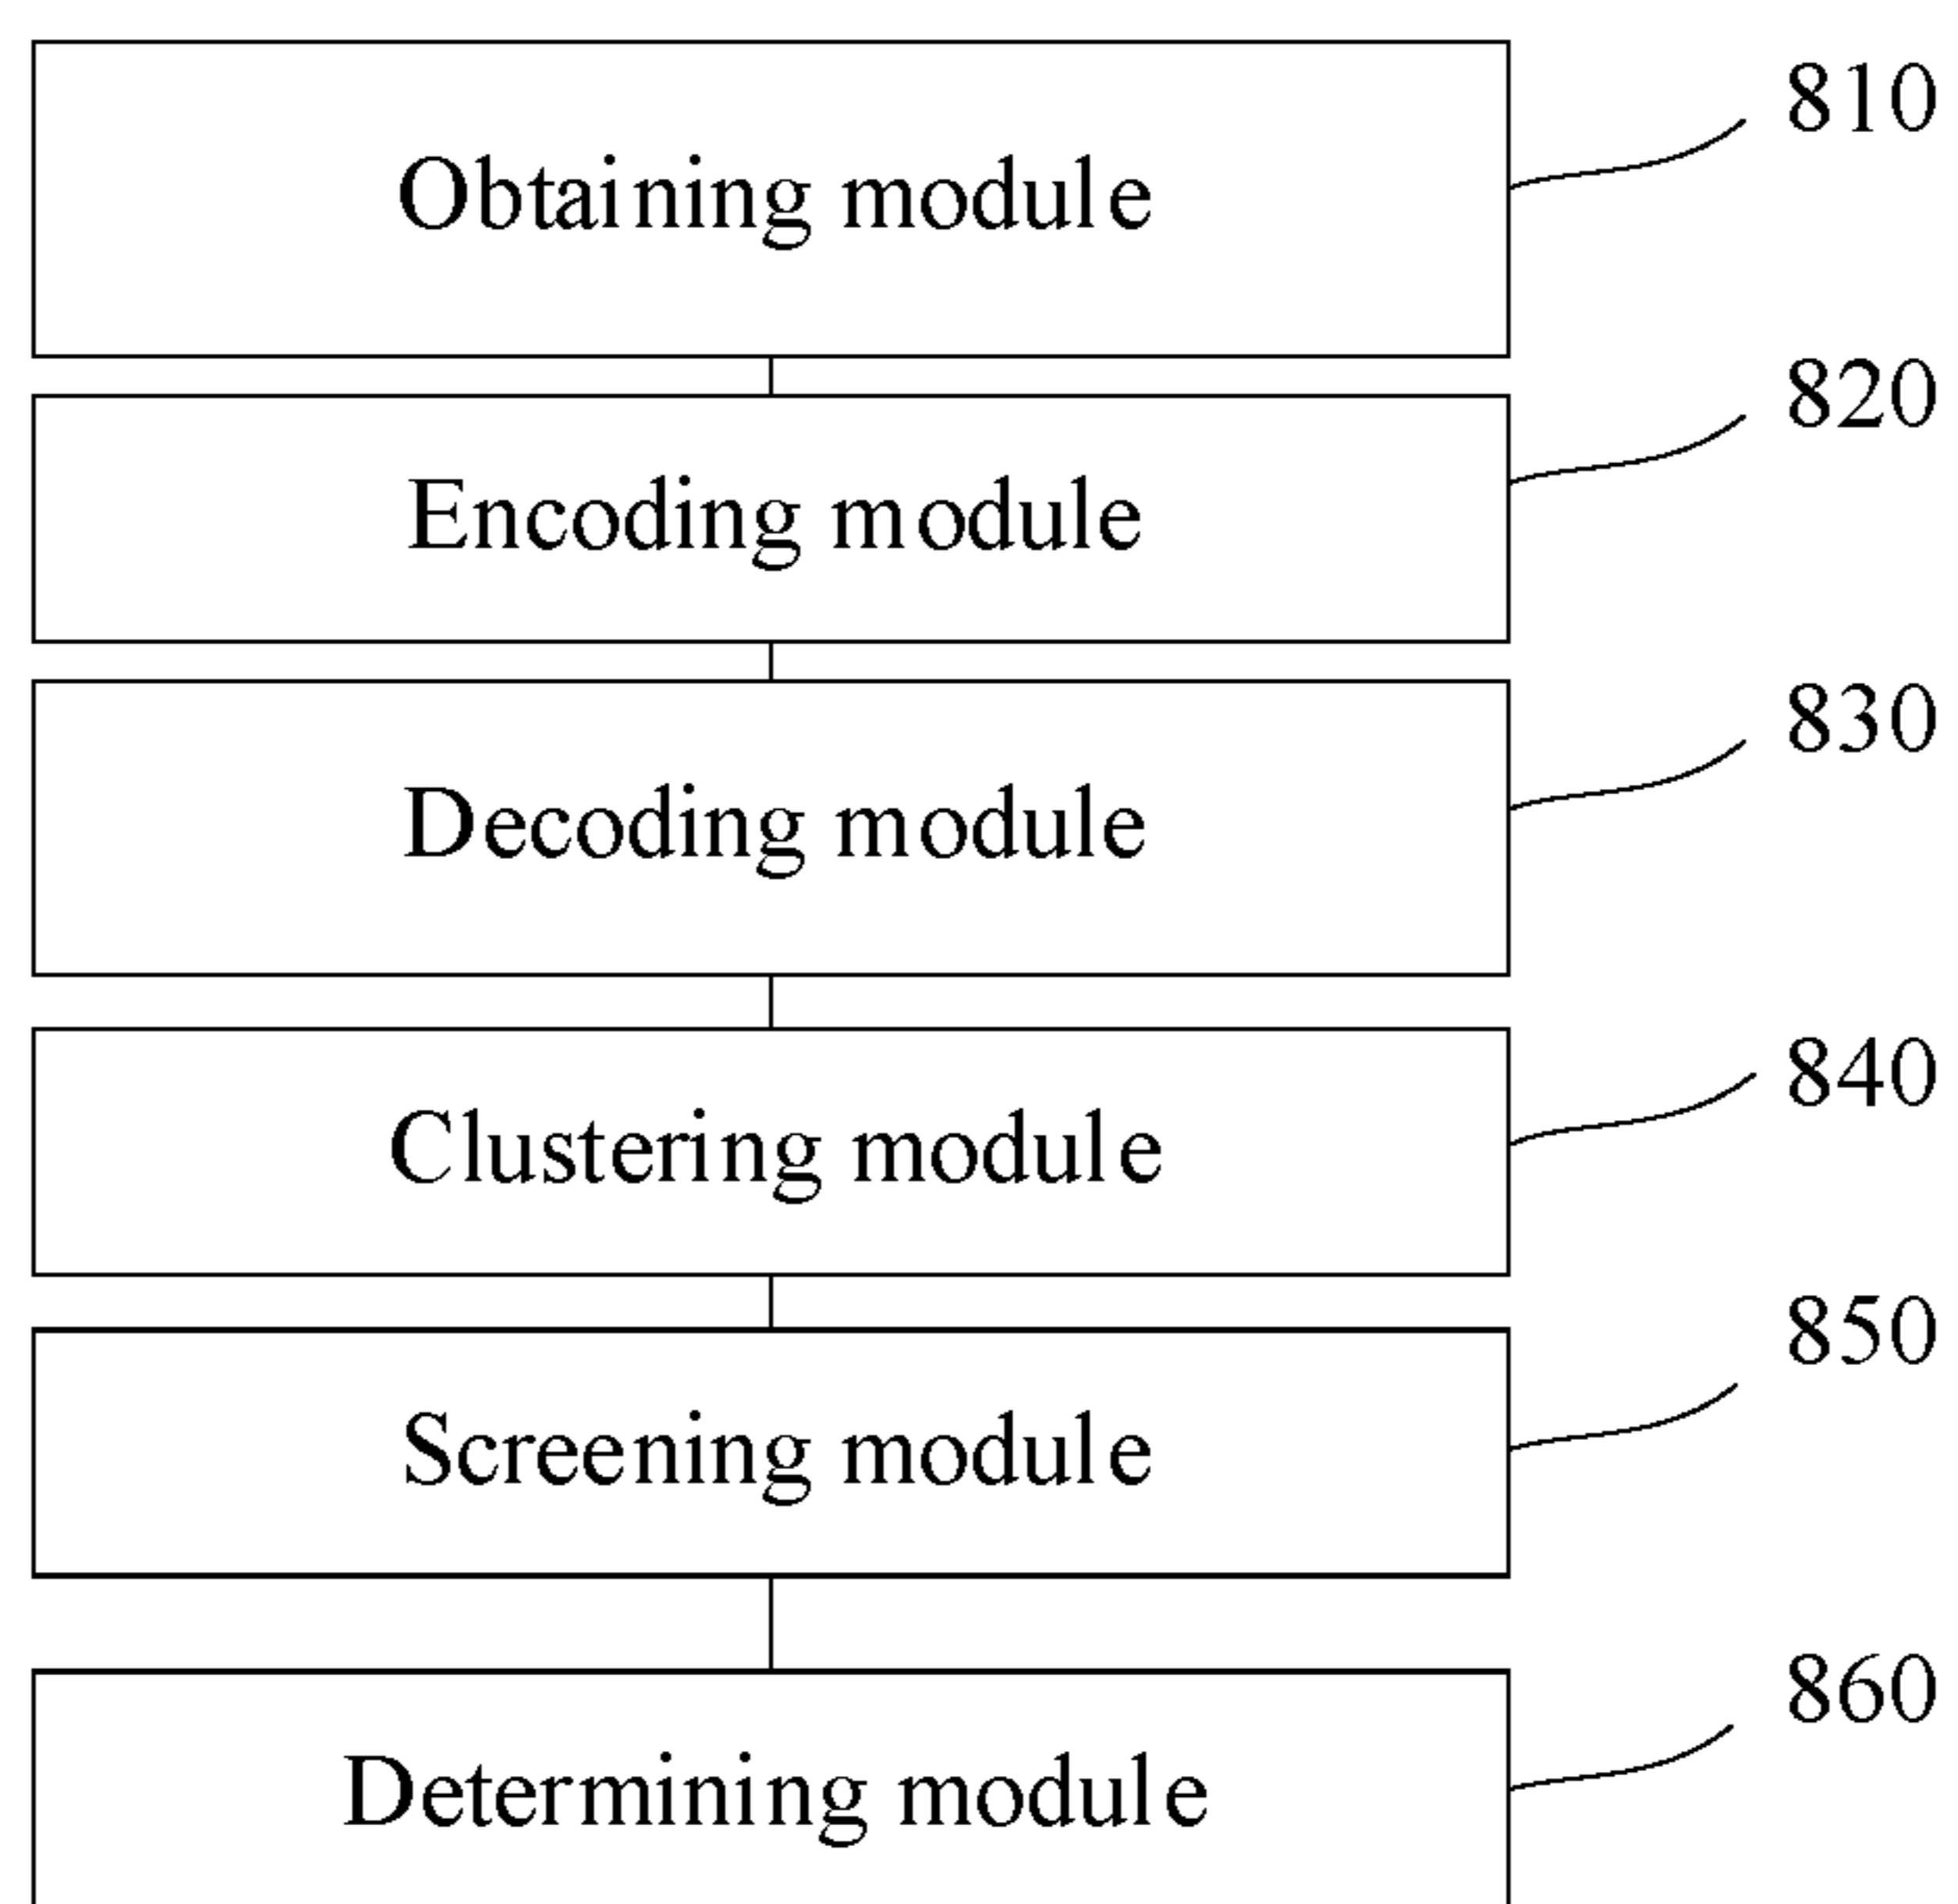 Obtaining module
810
Encoding module
820
Decoding module
830
Clustering module
840
Screening module
850
Determining module
860